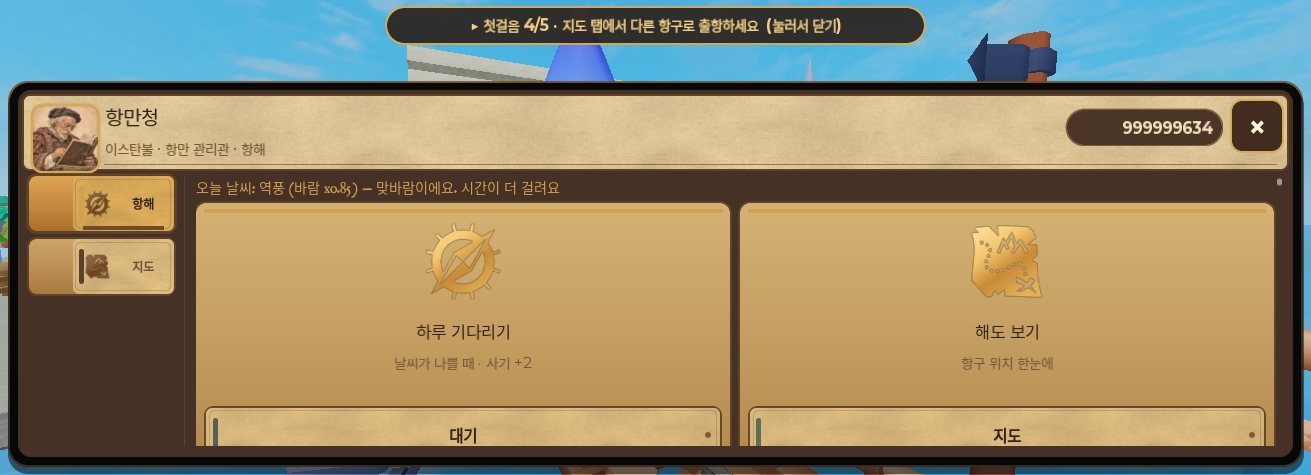 ▸ 첫걸음 4/5 · 지도 탭에서 다른 항구로 출항하세요 (눌러서 닫기)
항만청
이스탄불 · 항만 관리관 · 항해
999999634
×
항해
지도
오늘 날씨: 역풍 (바람 x0.85) — 맞바람이에요. 시간이 더 걸려요
하루 기다리기
날씨가 나쁠 때 · 사기 +2
대기
해도 보기
항구 위치 한눈에
지도